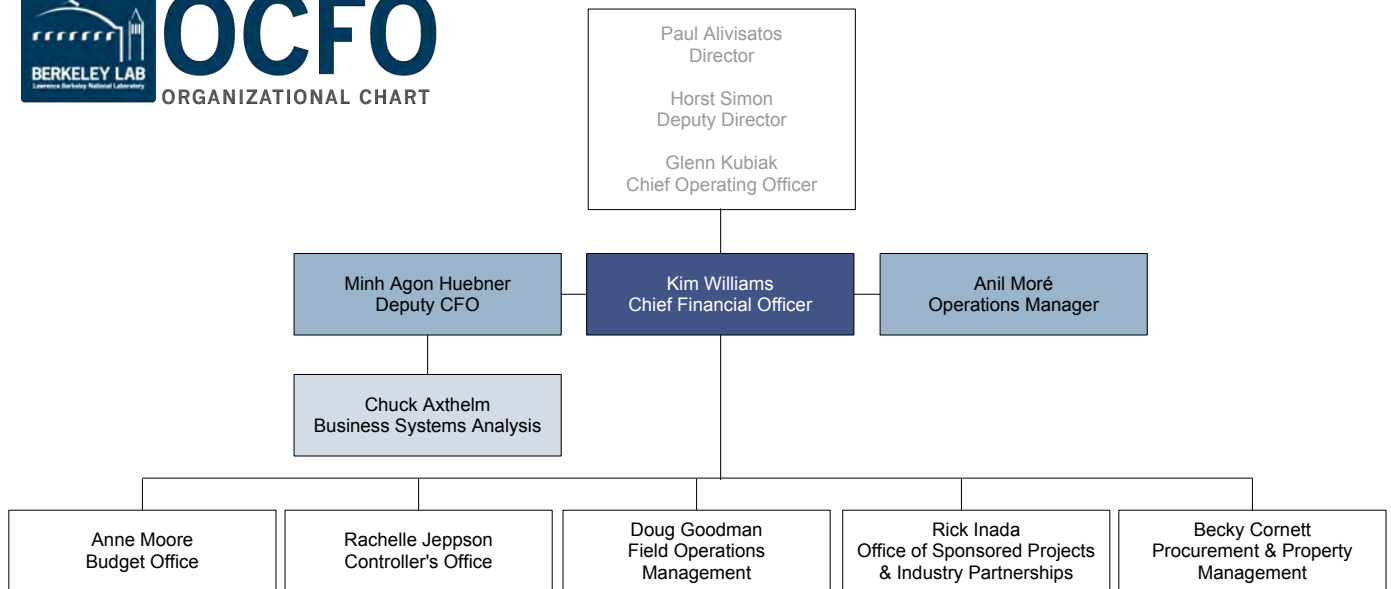 BERKELEY LAB
Lawrence Berkeley National Laboratory
OCFO
ORGANIZATIONAL CHART
Paul Alivisatos
Director
Horst Simon
Deputy Director
Glenn Kubiak
Chief Operating Officer
Minh Agon Huebner
Deputy CFO
Kim Williams
Chief Financial Officer
Anil Moré
Operations Manager
Chuck Axthelm
Business Systems Analysis
Anne Moore
Budget Office
Rachelle Jeppson
Controller's Office
Doug Goodman
Field Operations
Management
Rick Inada
Office of Sponsored Projects
& Industry Partnerships
Becky Cornett
Procurement & Property
Management